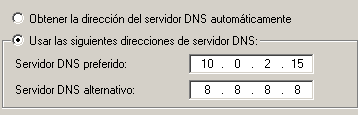 Obtener la dirección del servidor DNS automáticamente
Usar las siguientes direcciones de servidor DNS:
Servidor DNS preferido: 10 . 0 . 2 . 15
Servidor DNS alternativo: 8 . 8 . 8 . 8